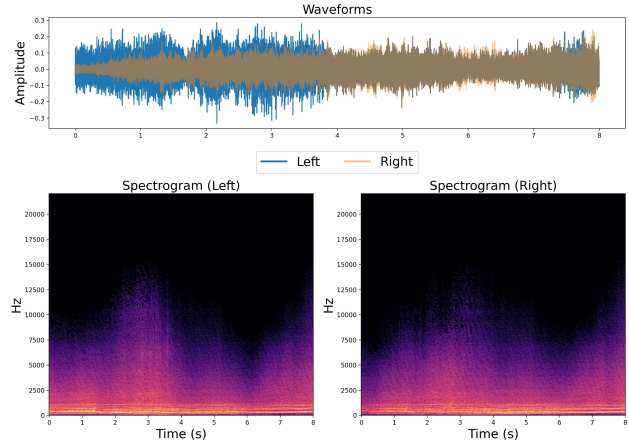 Waveforms
Amplitude
0.3
0.2
0.1
0.0
−0.1
−0.2
−0.3
0 1 2 3 4 5 6 7 8
Left Right
Spectrogram (Left) Spectrogram (Right)
Hz
20000
17500
15000
12500
10000
7500
5000
2500
0
0 1 2 3 4 5 6 7 8
Time (s)
Hz
20000
17500
15000
12500
10000
7500
5000
2500
0
0 1 2 3 4 5 6 7 8
Time (s)